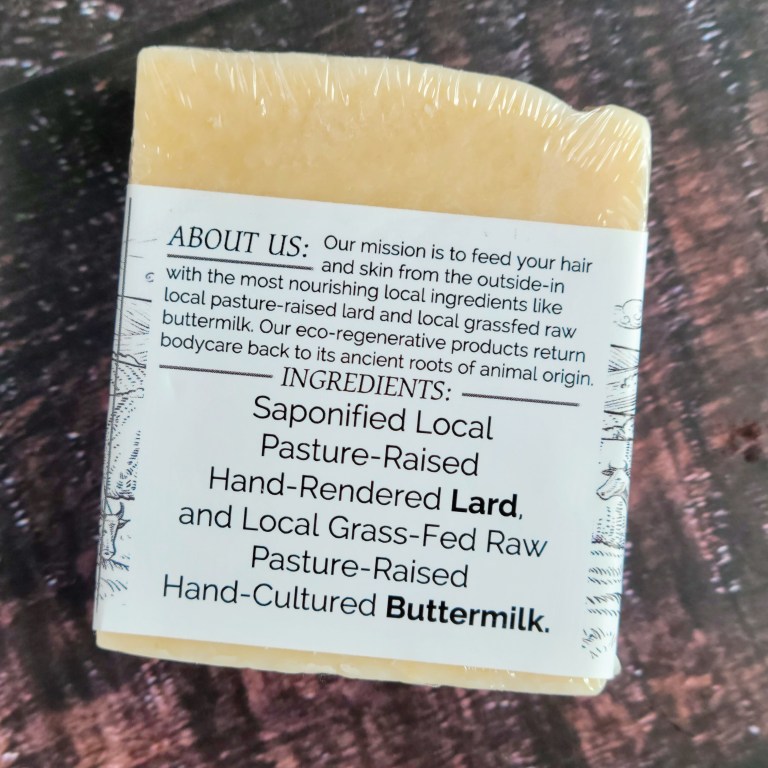 ABOUT US: Our mission is to feed your hair
and skin from the outside-in
with the most nourishing local ingredients like
local pasture-raised lard and local grassfed raw
buttermilk. Our eco-regenerative products return
bodycare back to its ancient roots of animal origin.
INGREDIENTS:
Saponified Local
Pasture-Raised
Hand-Rendered Lard,
and Local Grass-Fed Raw
Pasture-Raised
Hand-Cultured Buttermilk.